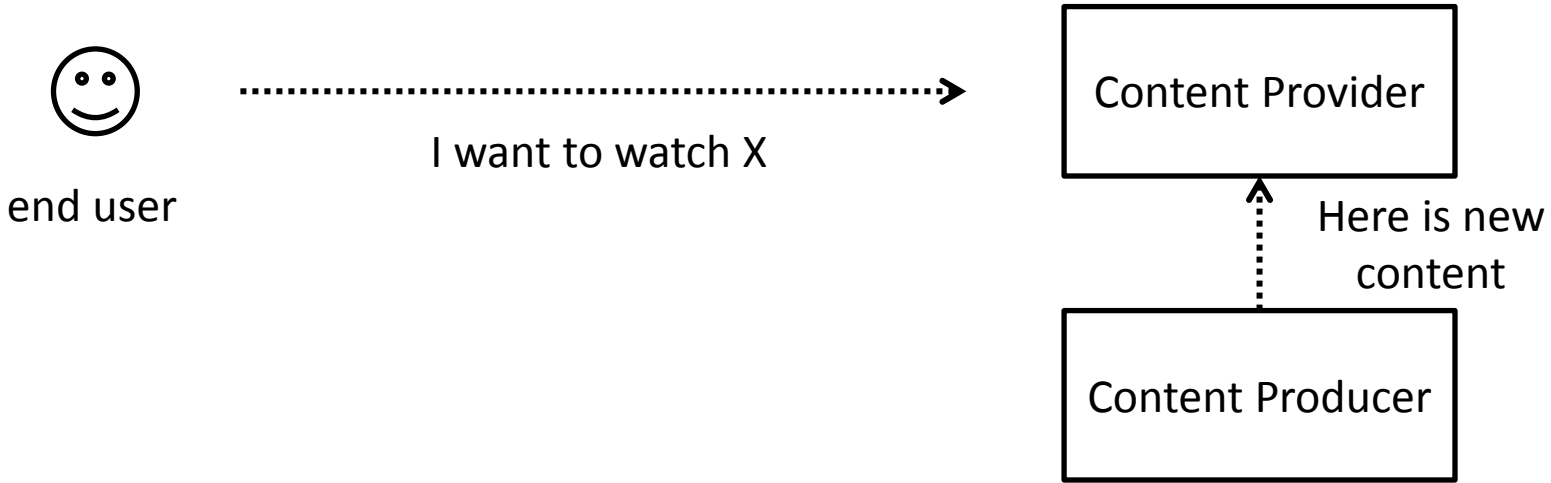 Content Provider
I want to watch X
end user
Here is new
content
Content Producer